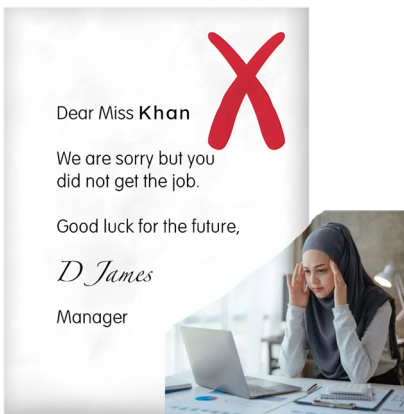 Dear Miss Khan
We are sorry but you
did not get the job.
Good luck for the future,
D James
Manager